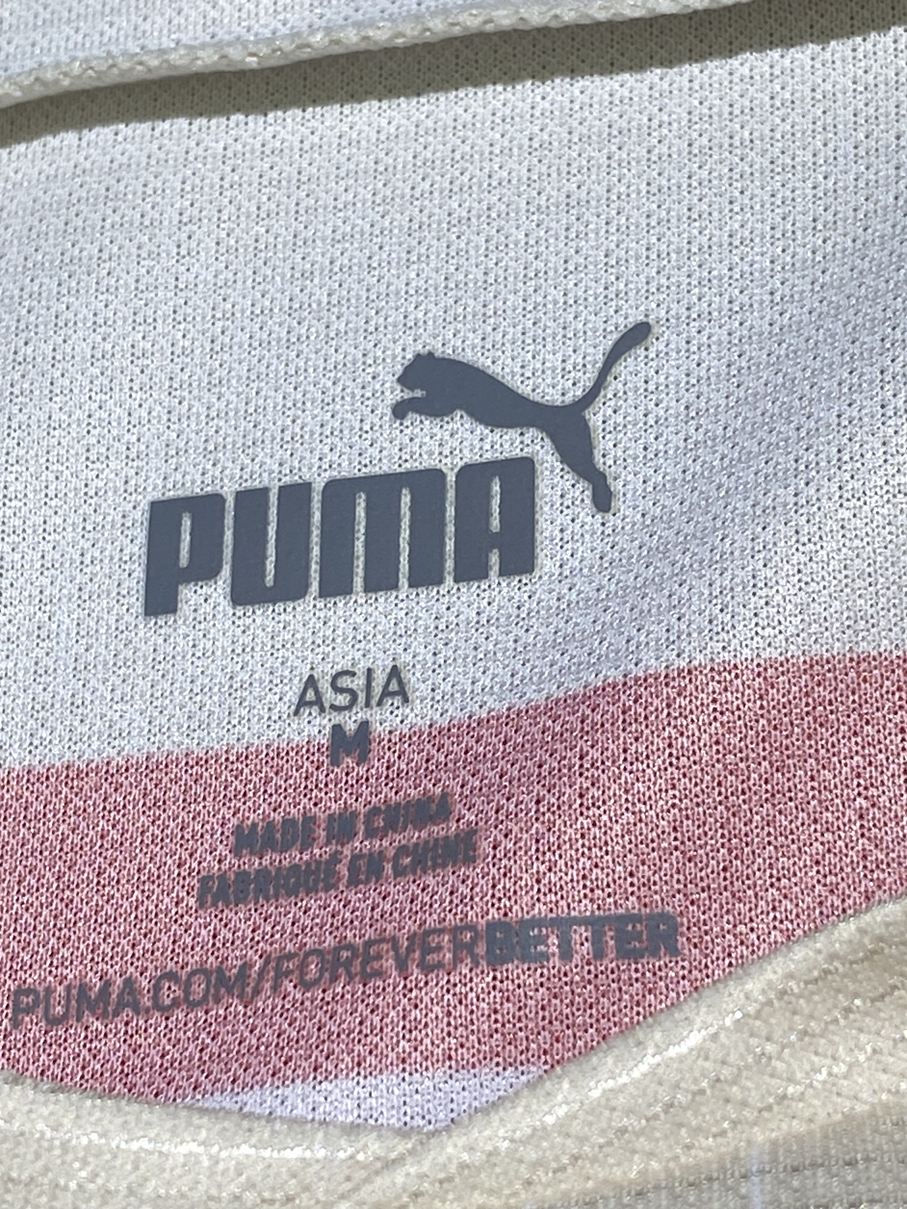 PUMA
ASIA
M
MADE IN CHINA
FABRIQUÉ EN CHINE
PUMA.COM/FOREVERBETTER